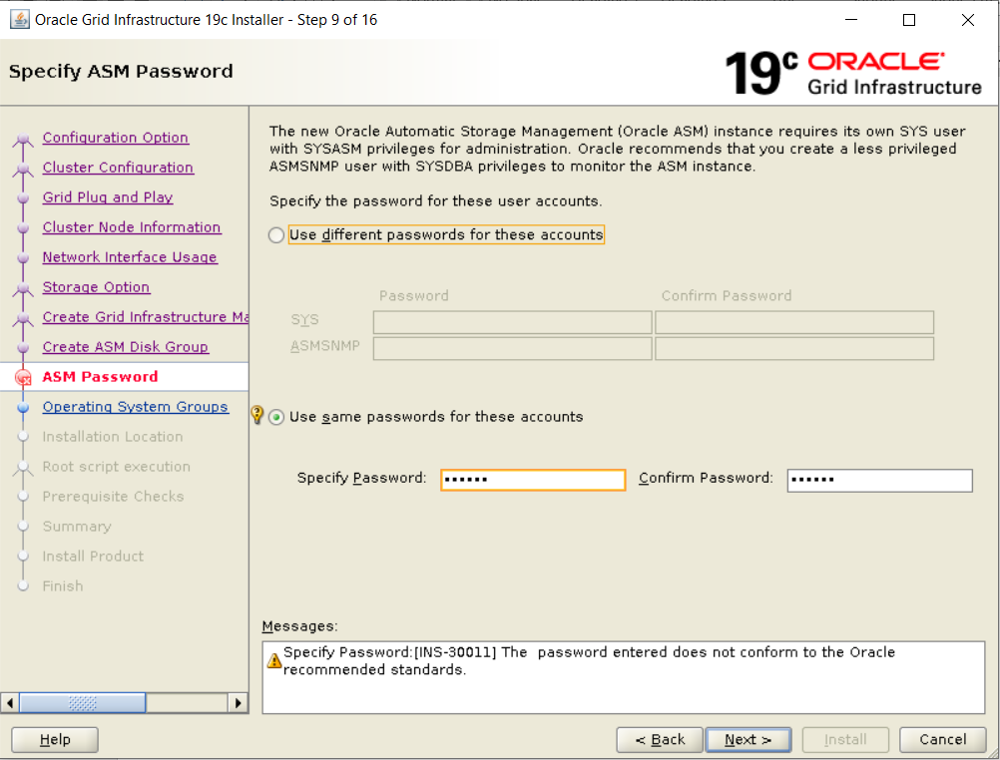 Oracle Grid Infrastructure 19c Installer - Step 9 of 16
Specify ASM Password
19c ORACLE
Grid Infrastructure
Configuration Option
Cluster Configuration
Grid Plug and Play
Cluster Node Information
Network Interface Usage
Storage Option
Create Grid Infrastructure Ma
Create ASM Disk Group
ASM Password
Operating System Groups
Installation Location
Root script execution
Prerequisite Checks
Summary
Install Product
Finish
The new Oracle Automatic Storage Management (Oracle ASM) instance requires its own SYS user
with SYSASM privileges for administration. Oracle recommends that you create a less privileged
ASMSNMP user with SYSDBA privileges to monitor the ASM instance.
Specify the password for these user accounts.
Use different passwords for these accounts
Password Confirm Password
SYS
ASMSNMP
Use same passwords for these accounts
Specify Password: •••••• Confirm Password: ••••••
Messages:
Specify Password:[INS-30011] The  password entered does not conform to the Oracle
recommended standards.
Help < Back Next > Install Cancel